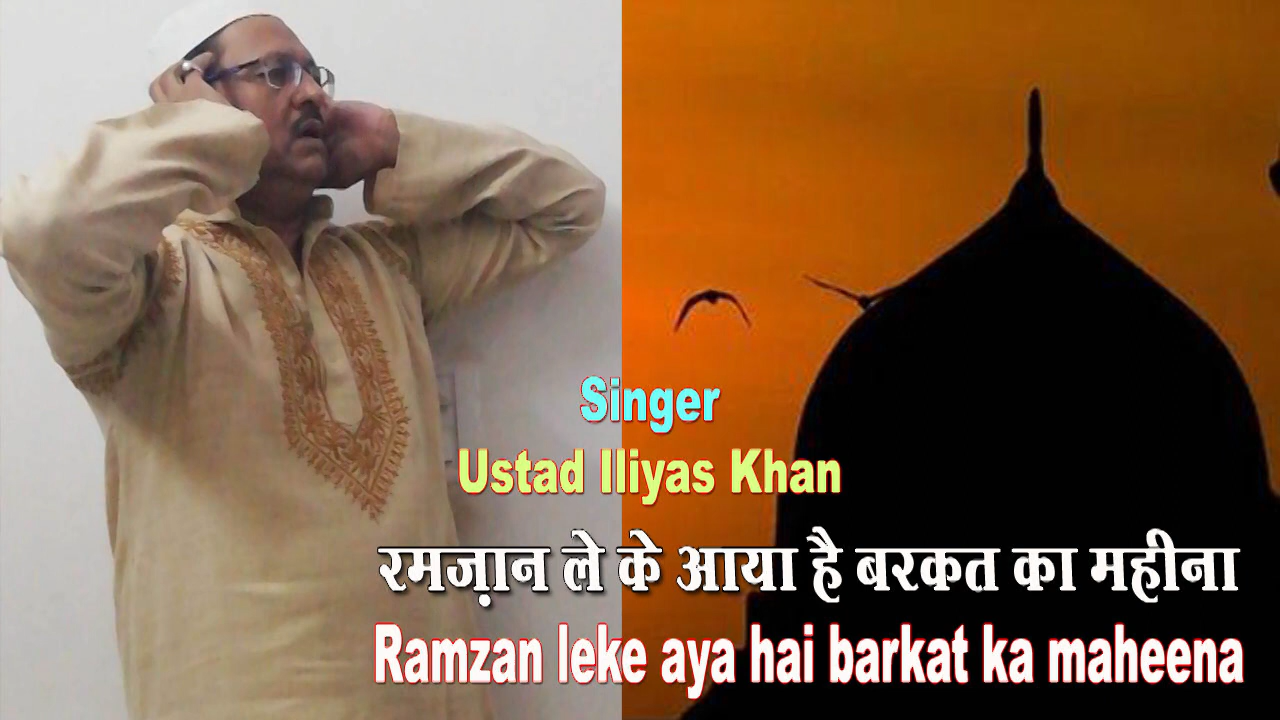 Singer
Ustad Iliyas Khan
रमज़ान ले के आया है बरकत का महीना
Ramzan leke aya hai barkat ka maheena